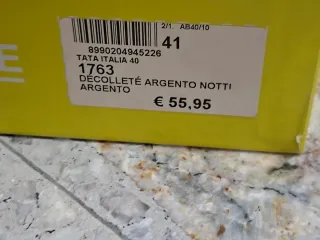 2/1. AB40/10
41
8990204945226
TATA ITALIA 40
1763
DECOLLETÉ ARGENTO NOTTI
ARGENTO
€ 55,95